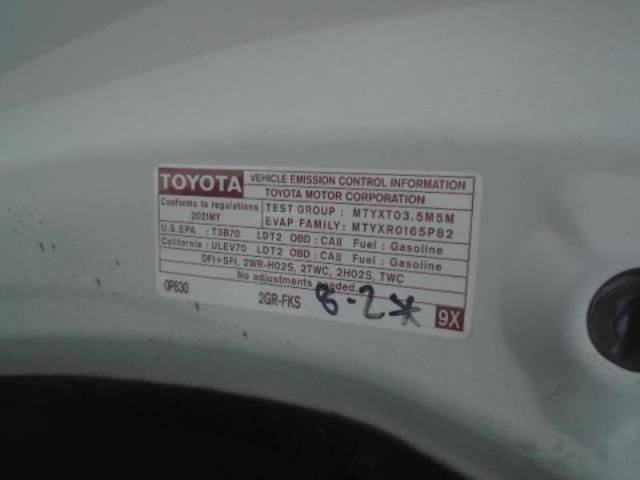 TOYOTA VEHICLE EMISSION CONTROL INFORMATION
TOYOTA MOTOR CORPORATION
Conforms to regulations
2021MY
TEST GROUP : MTYXT03.5M5M
EVAP FAMILY: MTYXR0165P82
U.S.EPA : T3B70 LDT2 OBD : CAII Fuel : Gasoline
California : ULEV70 LDT2 OBD : CAII Fuel : Gasoline
DFI+SFI, 2WR-HO2S, 2TWC, 2HO2S, TWC
No adjustments needed.
0P630 2GR-FKS 9X